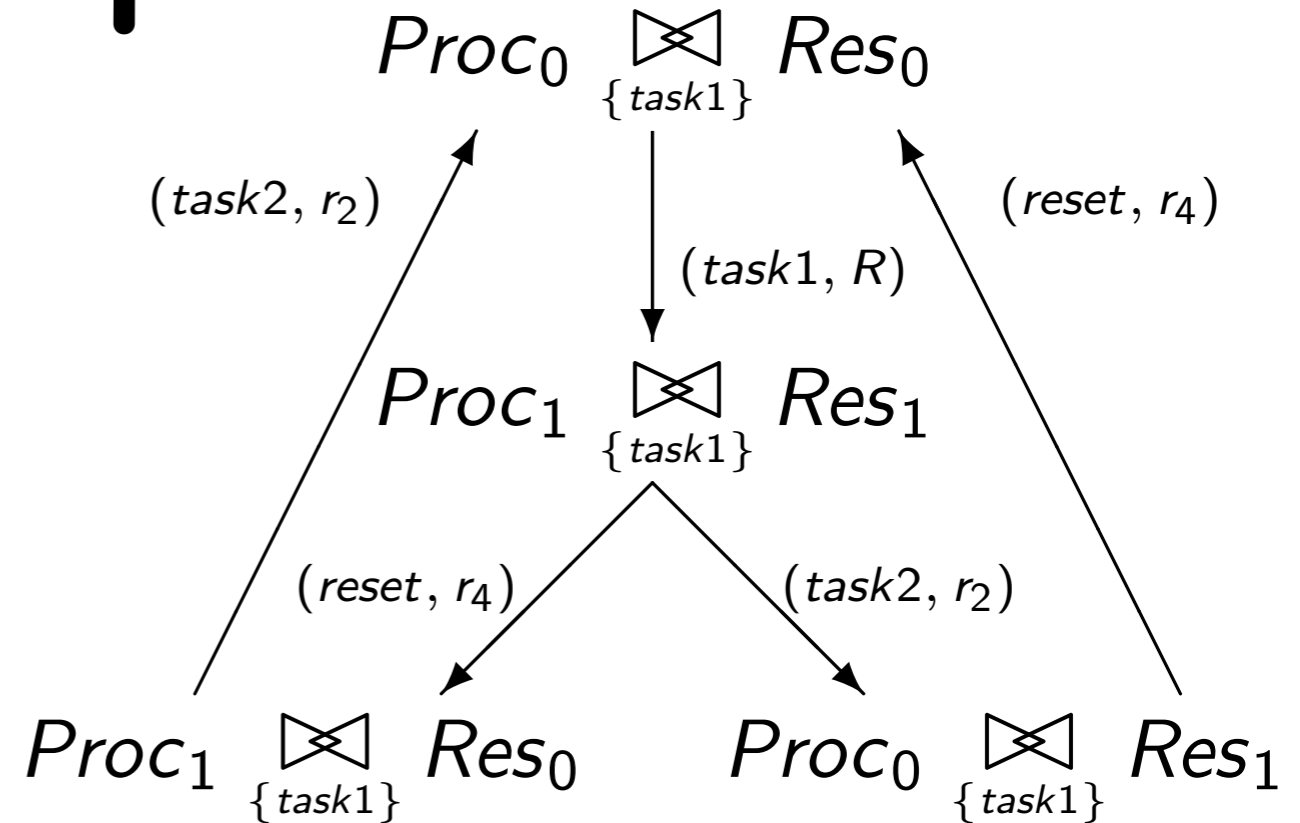 Proc₀ ⋈ Res₀
{task1}
(task2, r₂) (reset, r₄)
(task1, R)
Proc₁ ⋈ Res₁
{task1}
(reset, r₄) (task2, r₂)
Proc₁ ⋈ Res₀ Proc₀ ⋈ Res₁
{task1} {task1}